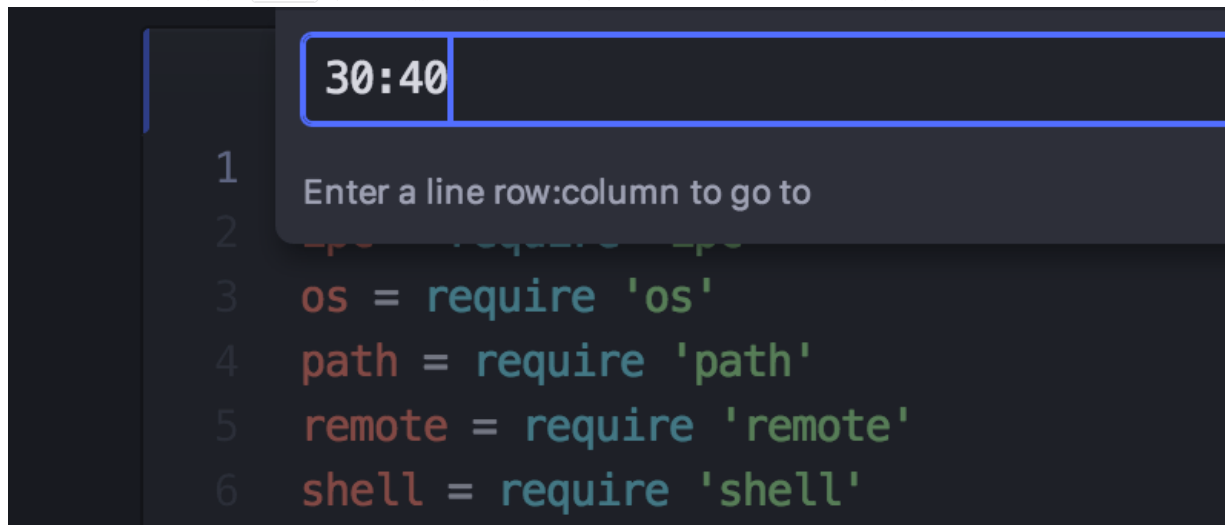 30:40
Enter a line row:column to go to
1
2
3 os = require 'os'
4 path = require 'path'
5 remote = require 'remote'
6 shell = require 'shell'